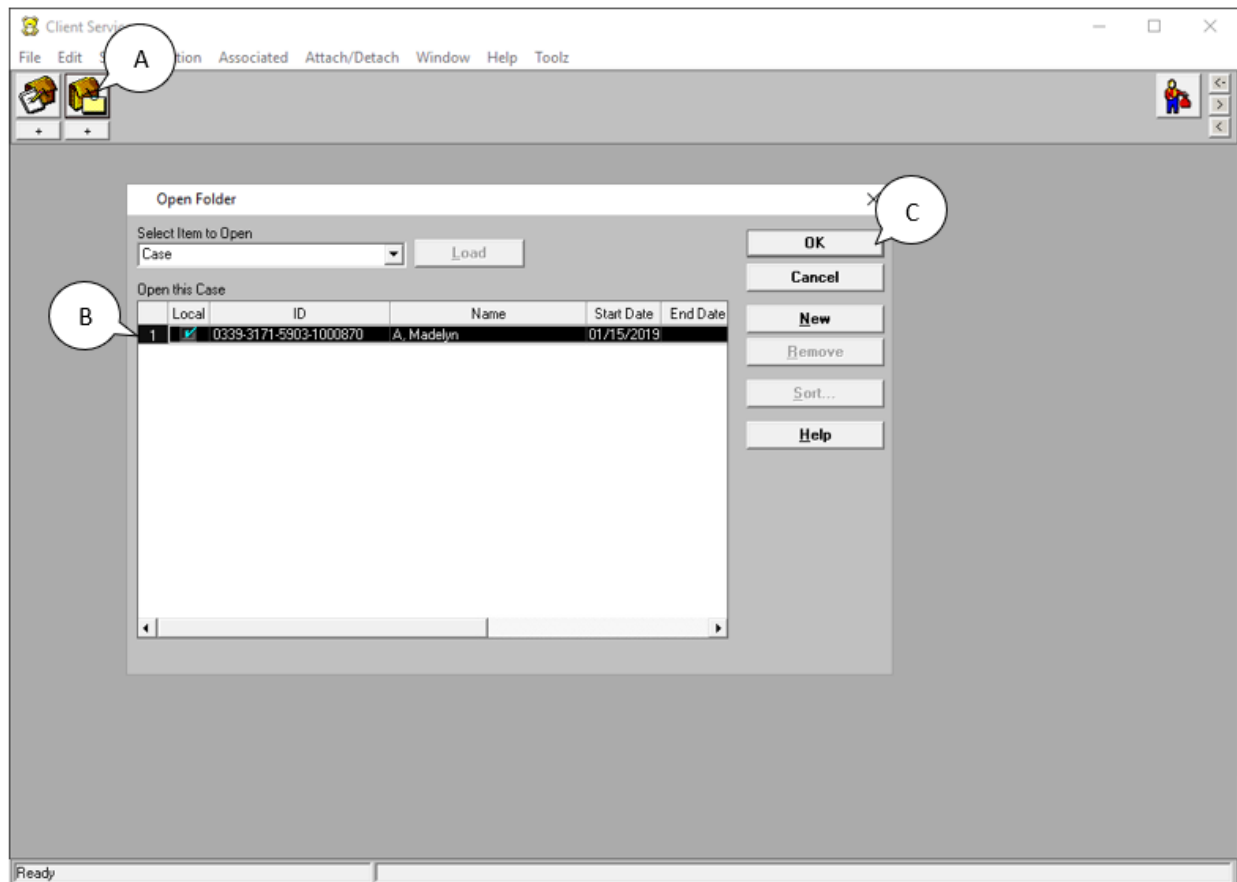 Client Servic
File Edit S tion Associated Attach/Detach Window Help Toolz
A
+ +
<- 
>
<
Open Folder
C
Select Item to Open
Case Load
OK
Cancel
Open this Case
B
Local ID Name Start Date End Date
1 0339-3171-5903-1000870 A, Madelyn 01/15/2019
New
Remove
Sort...
Help
Ready